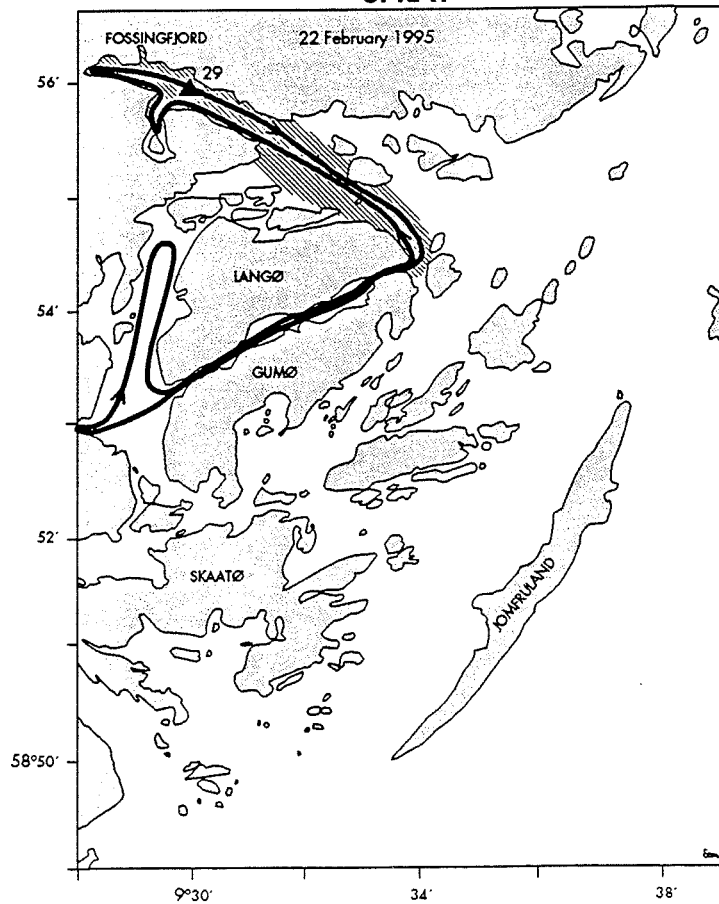 FOSSINGFJORD
22 February 1995
56'
29
LANGØ
54'
GUMØ
52'
SKAATØ
JOMFRULAND
58°50'
9°30'
34'
38'